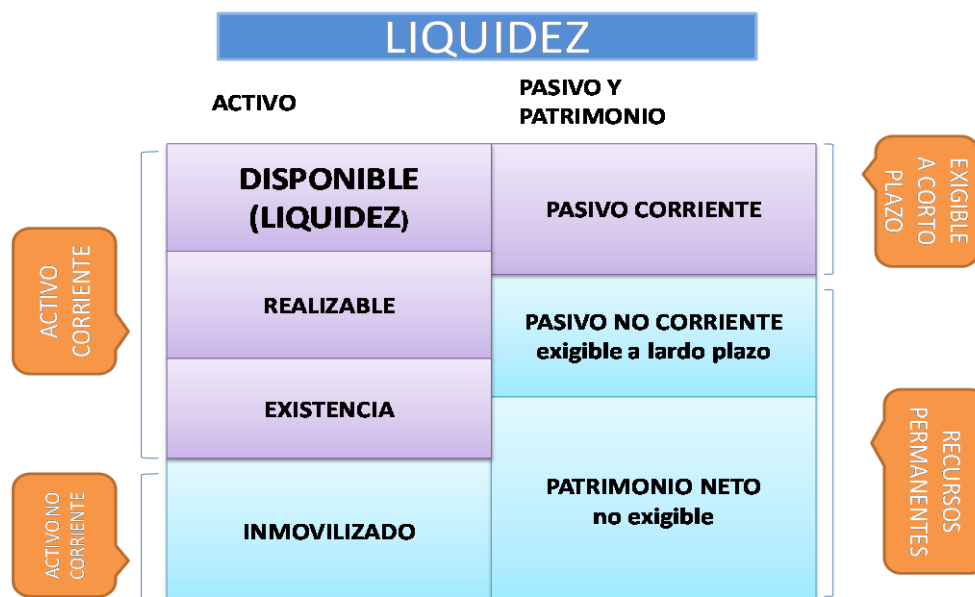 LIQUIDEZ
ACTIVO
PASIVO Y
PATRIMONIO
DISPONIBLE
(LIQUIDEZ)
REALIZABLE
EXISTENCIA
INMOVILIZADO
PASIVO CORRIENTE
PASIVO NO CORRIENTE
exigible a lardo plazo
PATRIMONIO NETO
no exigible
ACTIVO
CORRIENTE
ACTIVO NO
CORRIENTE
EXIGIBLE
A CORTO
PLAZO
RECURSOS
PERMANENTES